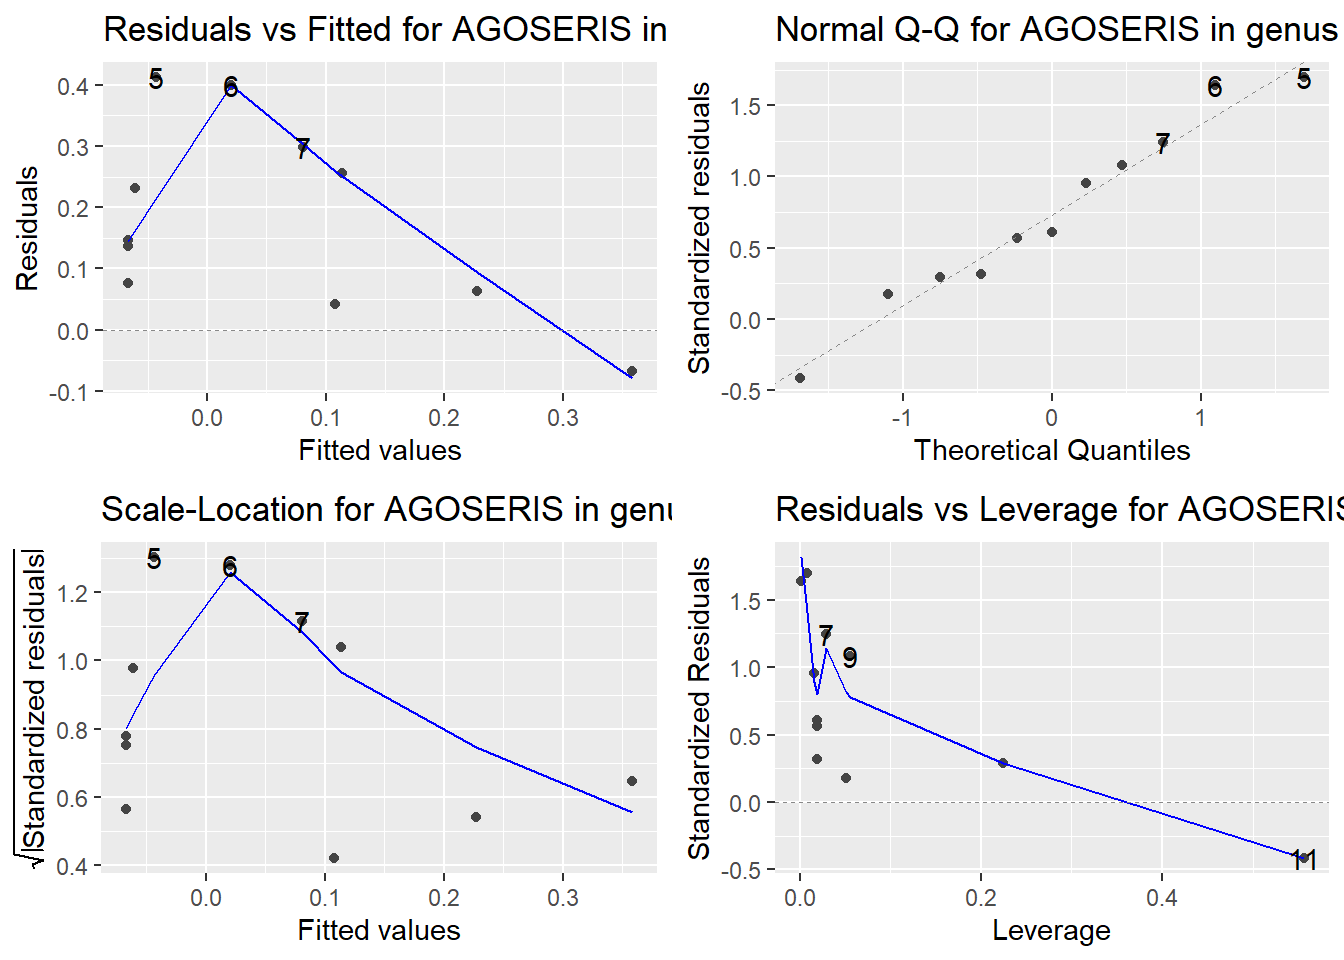 Residuals vs Fitted for AGOSERIS in
Residuals
0.4
0.3
0.2
0.1
0.0
-0.1
5
6
7
0.0 0.1 0.2 0.3
Fitted values
Normal Q-Q for AGOSERIS in genus
Standardized residuals
1.5
1.0
0.5
0.0
-0.5
6
5
7
-1 0 1
Theoretical Quantiles
Scale-Location for AGOSERIS in genu
√|Standardized residuals|
1.2
1.0
0.8
0.6
0.4
5
6
7
0.0 0.1 0.2 0.3
Fitted values
Residuals vs Leverage for AGOSERIS
Standardized Residuals
1.5
1.0
0.5
0.0
-0.5
7
9
11
0.0 0.2 0.4
Leverage